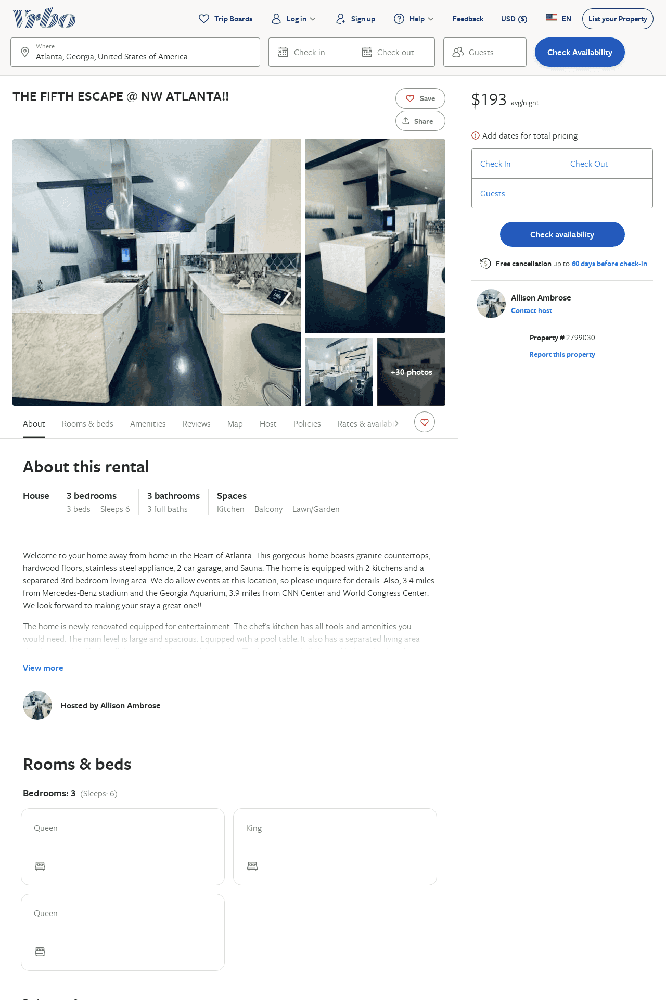 Vrbo
Trip Boards
Log in
Sign up
Help
Feedback
USD ($)
EN
List your Property
Where
Atlanta, Georgia, United States of America
Check-in
Check-out
Guests
Check Availability
THE FIFTH ESCAPE @ NW ATLANTA!!
Save
Share
+30 photos
$193 avg/night
Add dates for total pricing
Check In
Check Out
Guests
Check availability
Free cancellation up to 60 days before check-in
Allison Ambrose
Contact host
Property # 2799030
Report this property
About
Rooms & beds
Amenities
Reviews
Map
Host
Policies
Rates &
About this rental
House
3 bedrooms
3 beds · Sleeps 6
3 bathrooms
3 full baths
Spaces
Kitchen · Balcony · Lawn/Garden
Welcome to your home away from home in the Heart of Atlanta. This gorgeous home boasts granite countertops,
hardwood floors, stainless steel appliance, 2 car garage, and Sauna. The home is equipped with 2 kitchens and a
separated 3rd bedroom living area. We do allow events at this location, so please inquire for details. Also, 3.4 miles
from Mercedes-Benz stadium and the Georgia Aquarium, 3.9 miles from CNN Center and World Congress Center.
We look forward to making your stay a great one!!
The home is newly renovated equipped for entertainment. The chef's kitchen has all tools and amenities you
would need. The main level is large and spacious. Equipped with a pool table. It also has a separated living area
View more
Hosted by Allison Ambrose
Rooms & beds
Bedrooms: 3 (Sleeps: 6)
Queen
King
Queen